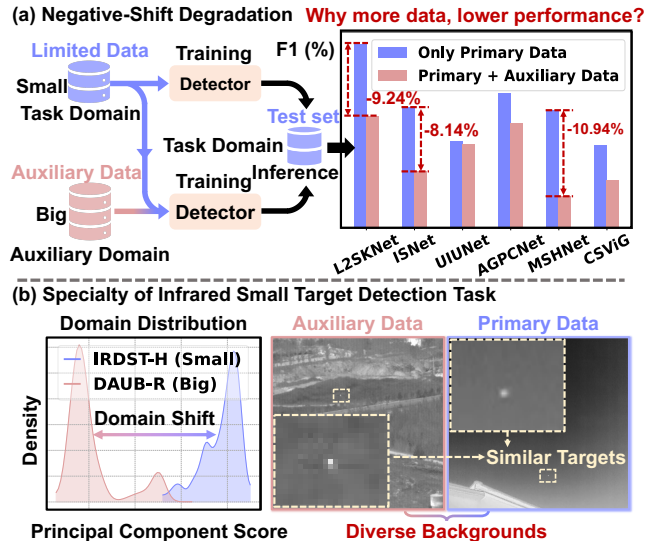 (a) Negative-Shift Degradation
Why more data, lower performance?
Limited Data
Small
Task Domain
Training
Detector
Test set
Task Domain
Inference
Auxiliary Data
Big
Auxiliary Domain
Training
Detector
F1 (%)
Only Primary Data
Primary + Auxiliary Data
-9.24%
-8.14%
-10.94%
L2SKNet
ISNet
UIUNet
AGPCNet
MSHNet
CSViG
(b) Specialty of Infrared Small Target Detection Task
Domain Distribution
IRDST-H (Small)
DAUB-R (Big)
Domain Shift
Density
Principal Component Score
Auxiliary Data
Primary Data
Similar Targets
Diverse Backgrounds